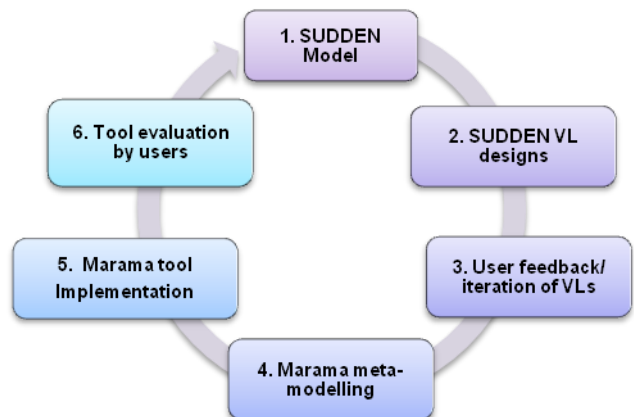 1. SUDDEN
Model
2. SUDDEN VL
designs
3. User feedback/
iteration of VLs
4. Marama meta-
modelling
5. Marama tool
Implementation
6. Tool evaluation
by users